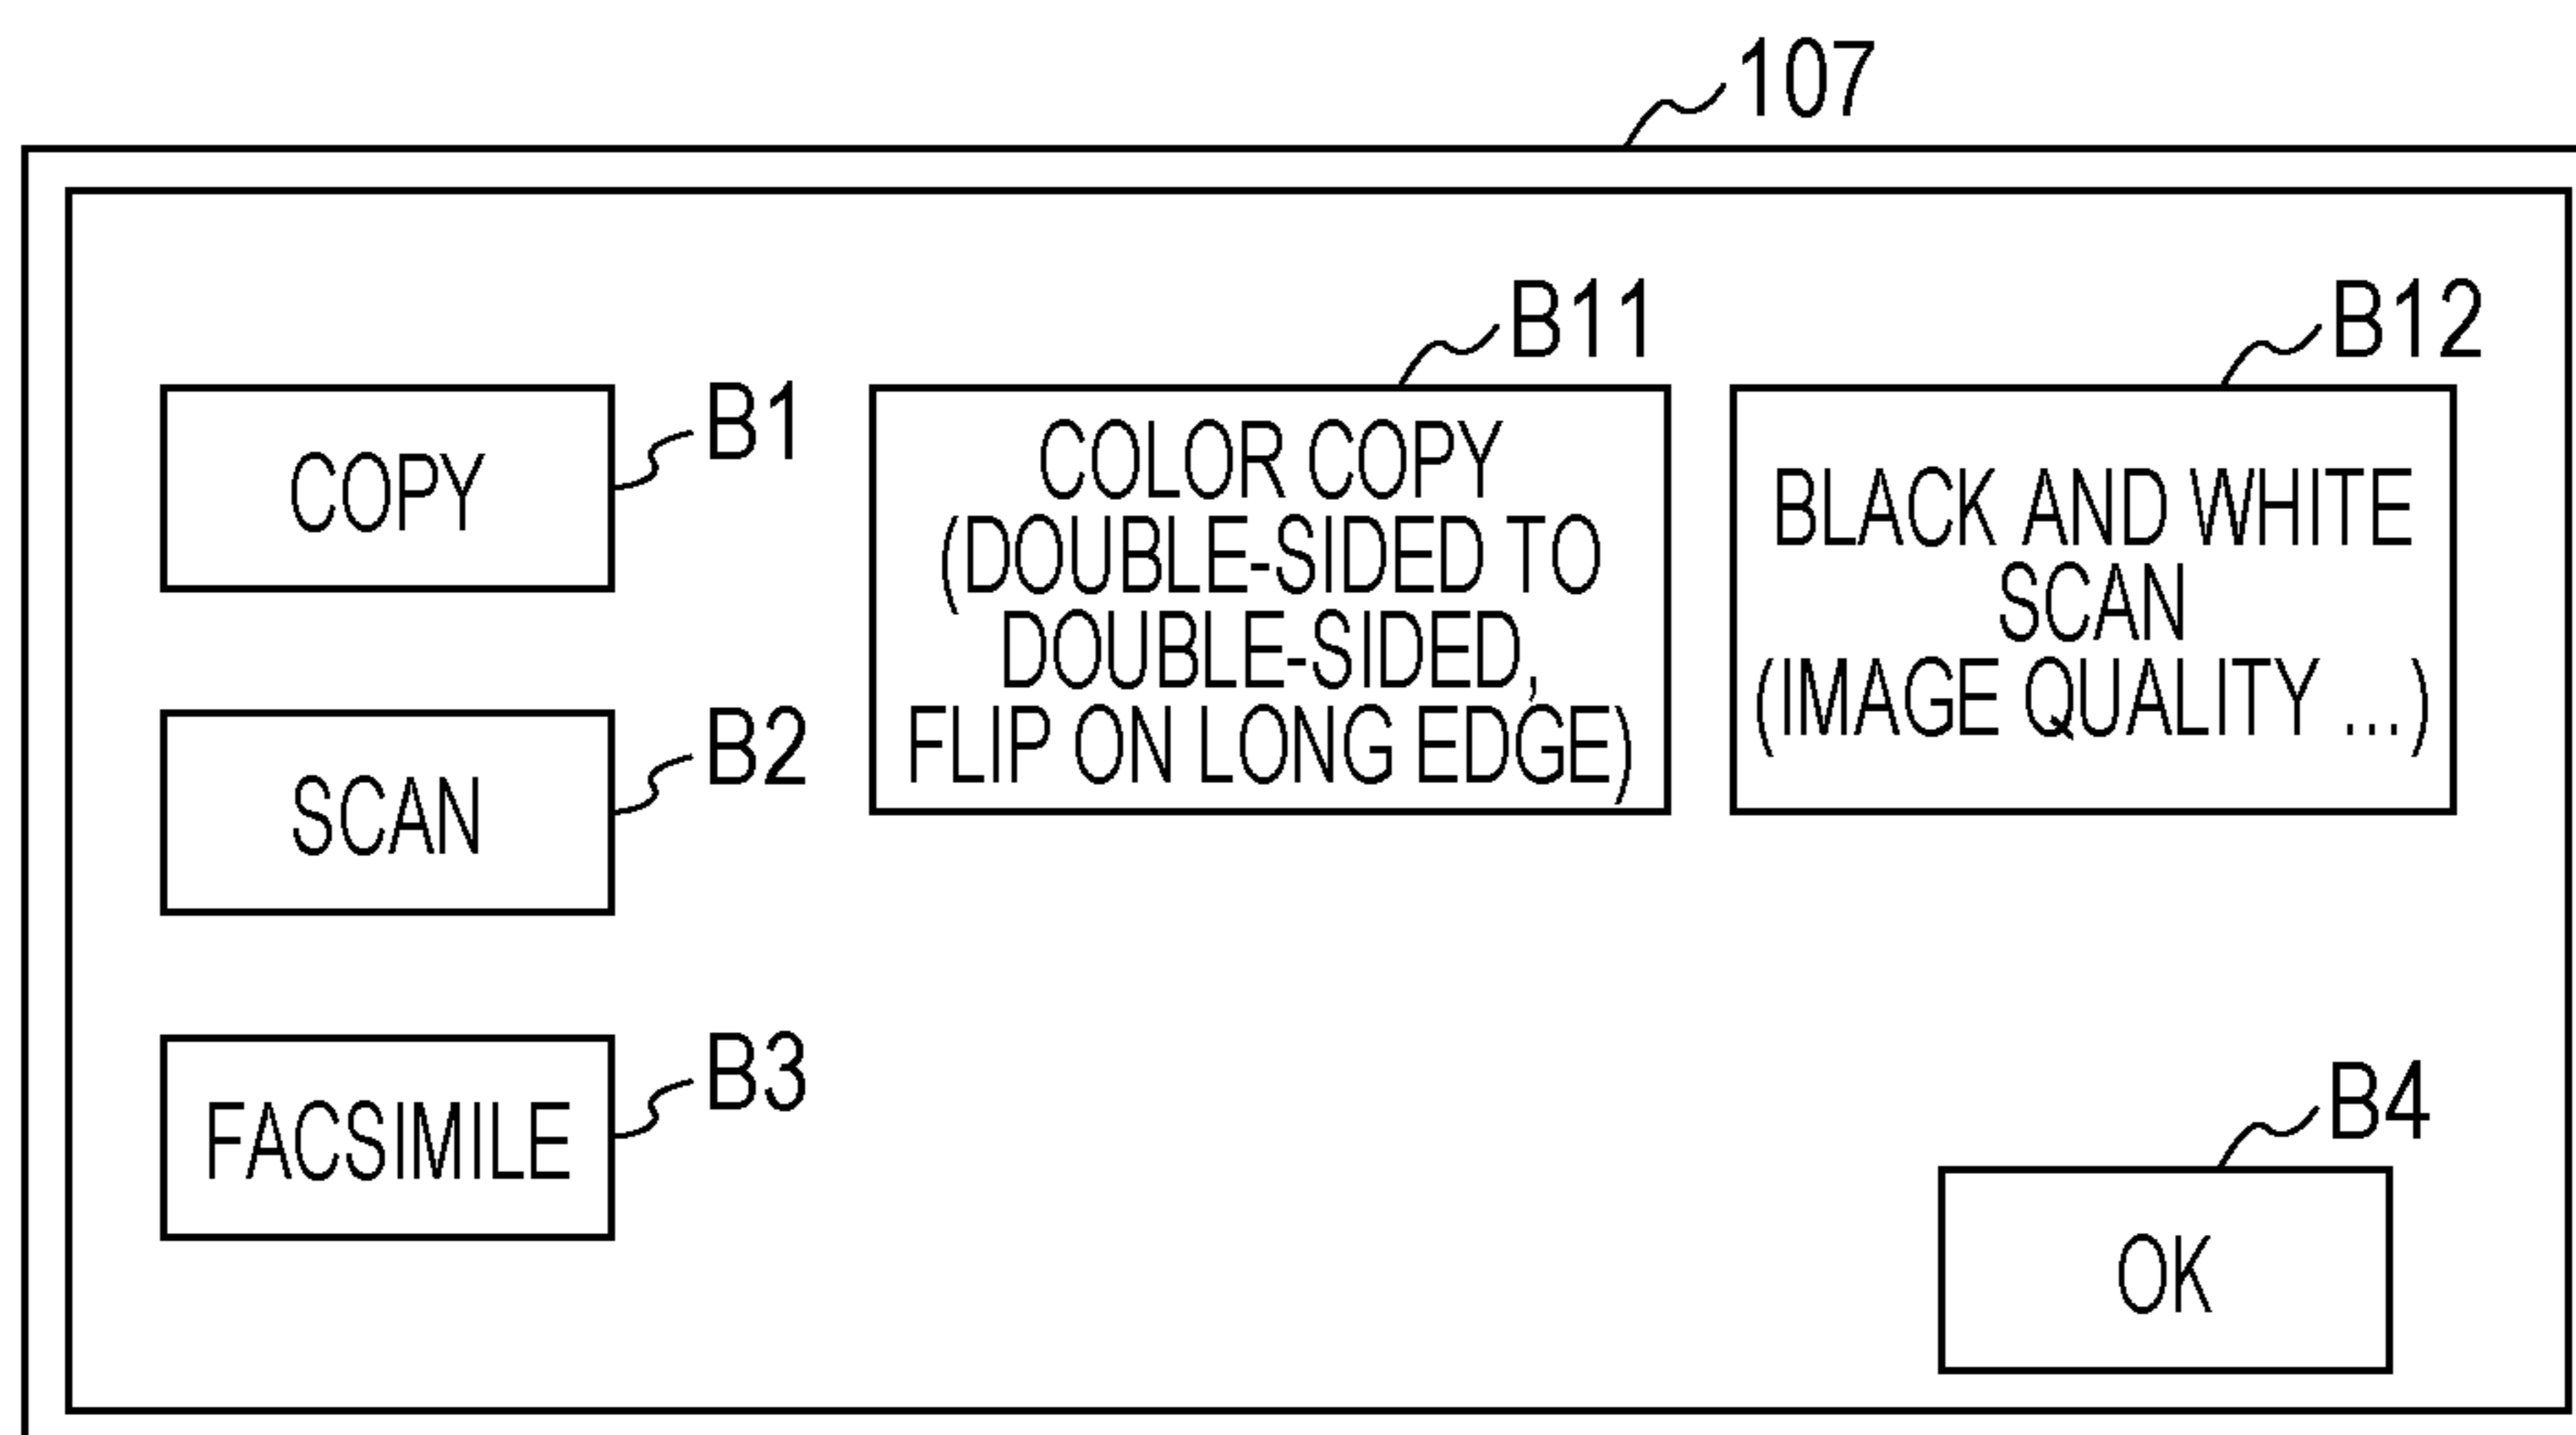 107
B11
B12
B1
COPY
COLOR COPY
(DOUBLE-SIDED TO
DOUBLE-SIDED,
FLIP ON LONG EDGE)
BLACK AND WHITE
SCAN
(IMAGE QUALITY ...)
B2
SCAN
B3
FACSIMILE
B4
OK